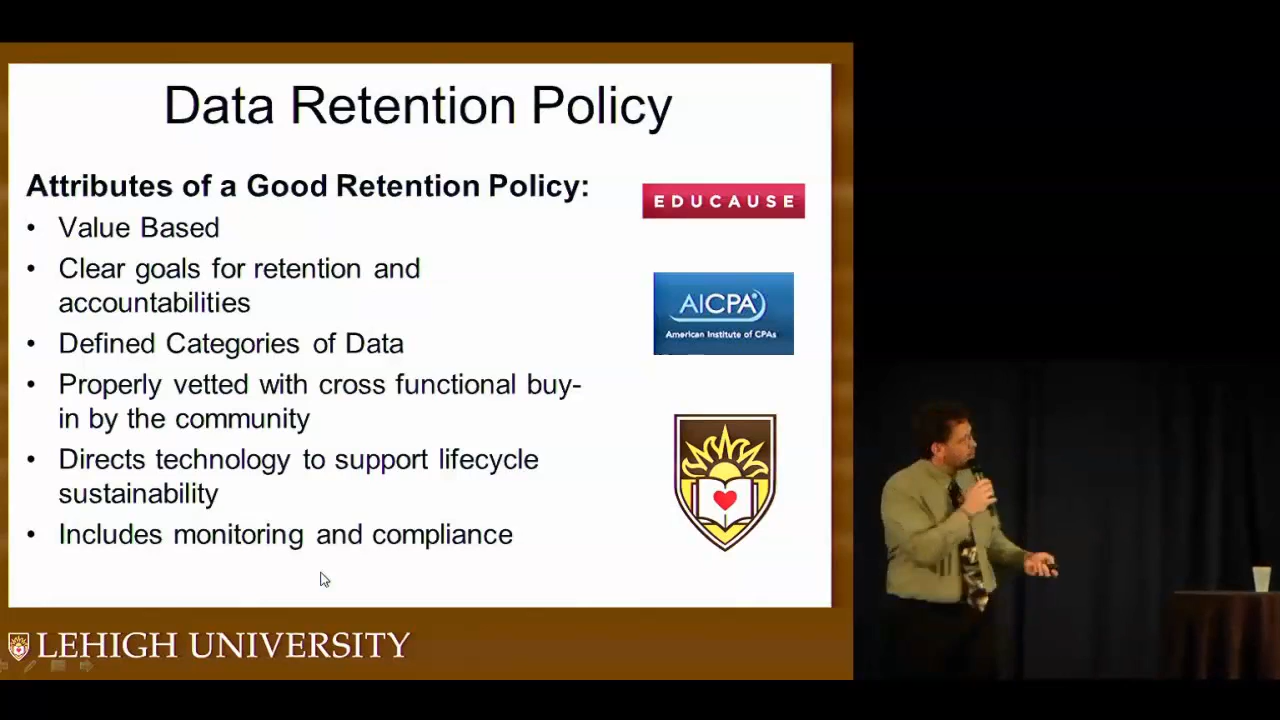 Data Retention Policy
Attributes of a Good Retention Policy:
• Value Based
• Clear goals for retention and
accountabilities
• Defined Categories of Data
• Properly vetted with cross functional buy-
in by the community
• Directs technology to support lifecycle
sustainability
• Includes monitoring and compliance
EDUCAUSE
AICPA®
American Institute of CPAs
LEHIGH UNIVERSITY